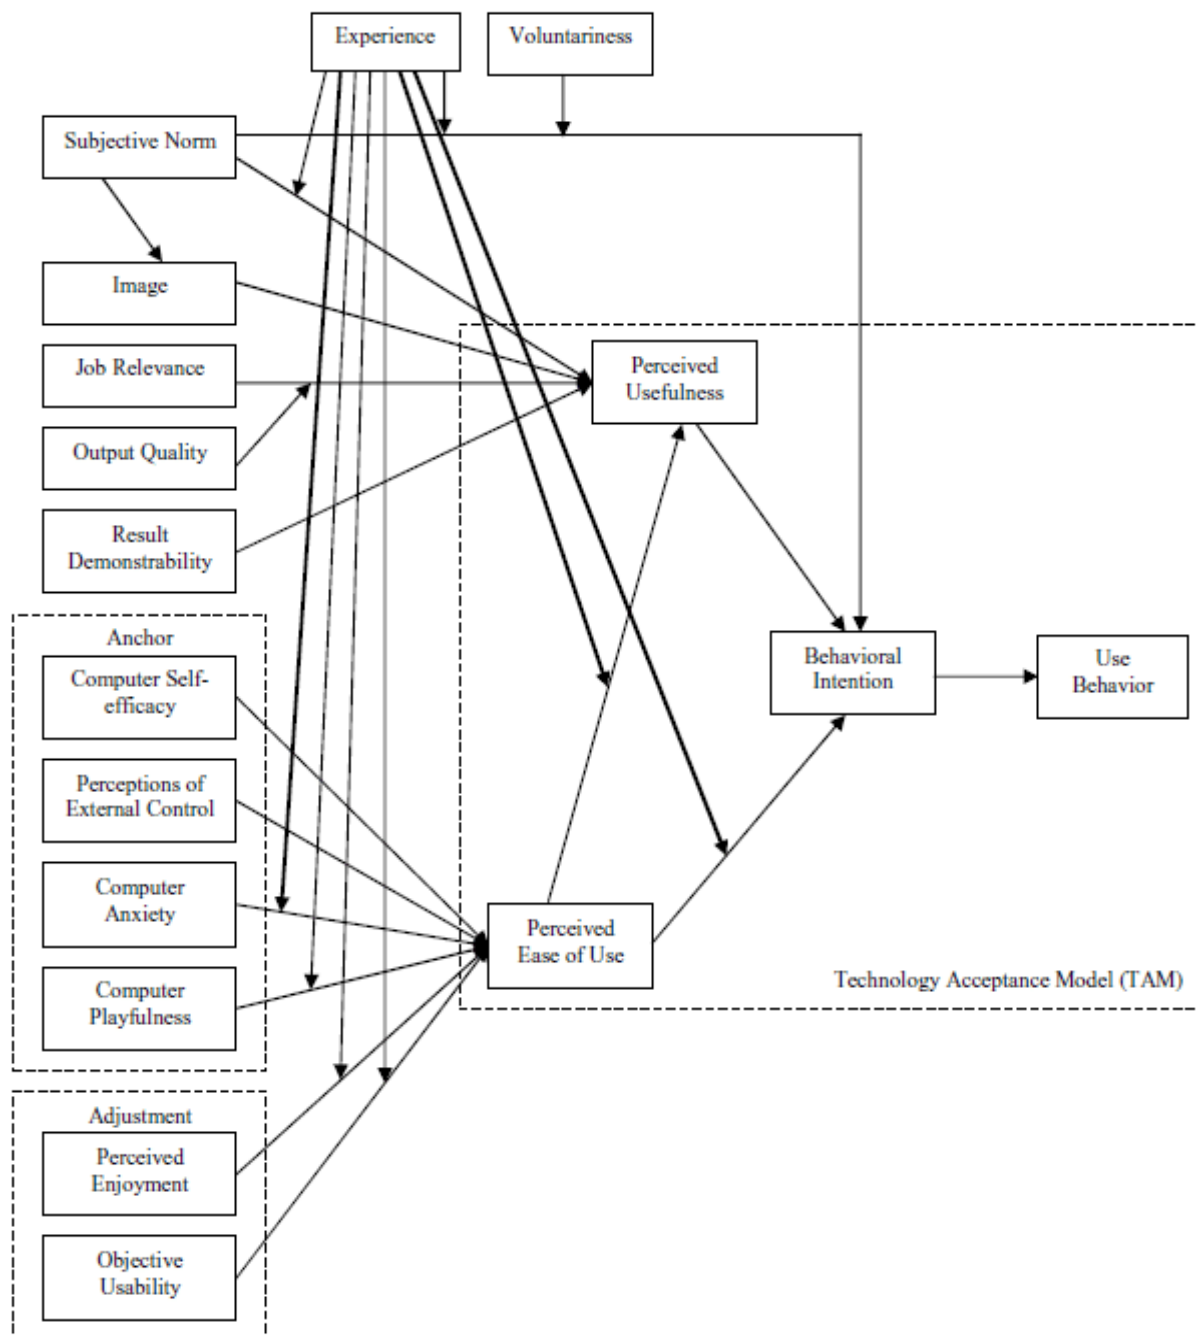 Experience
Voluntariness
Subjective Norm
Image
Job Relevance
Output Quality
Result
Demonstrability
Perceived
Usefulness
Anchor
Computer Self-
efficacy
Perceptions of
External Control
Computer
Anxiety
Computer
Playfulness
Behavioral
Intention
Use
Behavior
Perceived
Ease of Use
Technology Acceptance Model (TAM)
Adjustment
Perceived
Enjoyment
Objective
Usability